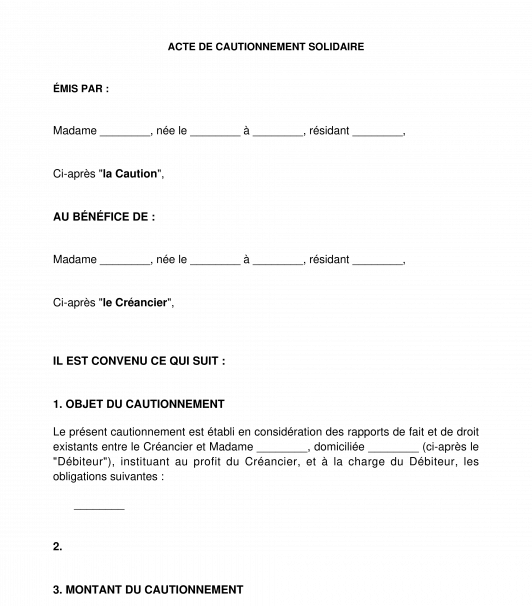 ACTE DE CAUTIONNEMENT SOLIDAIRE
ÉMIS PAR :
Madame ________, née le ________ à ________, résidant ________,
Ci-après "la Caution",
AU BÉNÉFICE DE :
Madame ________, née le ________ à ________, résidant ________,
Ci-après "le Créancier",
IL EST CONVENU CE QUI SUIT :
1. OBJET DU CAUTIONNEMENT
Le présent cautionnement est établi en considération des rapports de fait et de droit
existants entre le Créancier et Madame ________, domiciliée ________ (ci-après le
"Débiteur"), instituant au profit du Créancier, et à la charge du Débiteur, les
obligations suivantes :
________
2.
3. MONTANT DU CAUTIONNEMENT